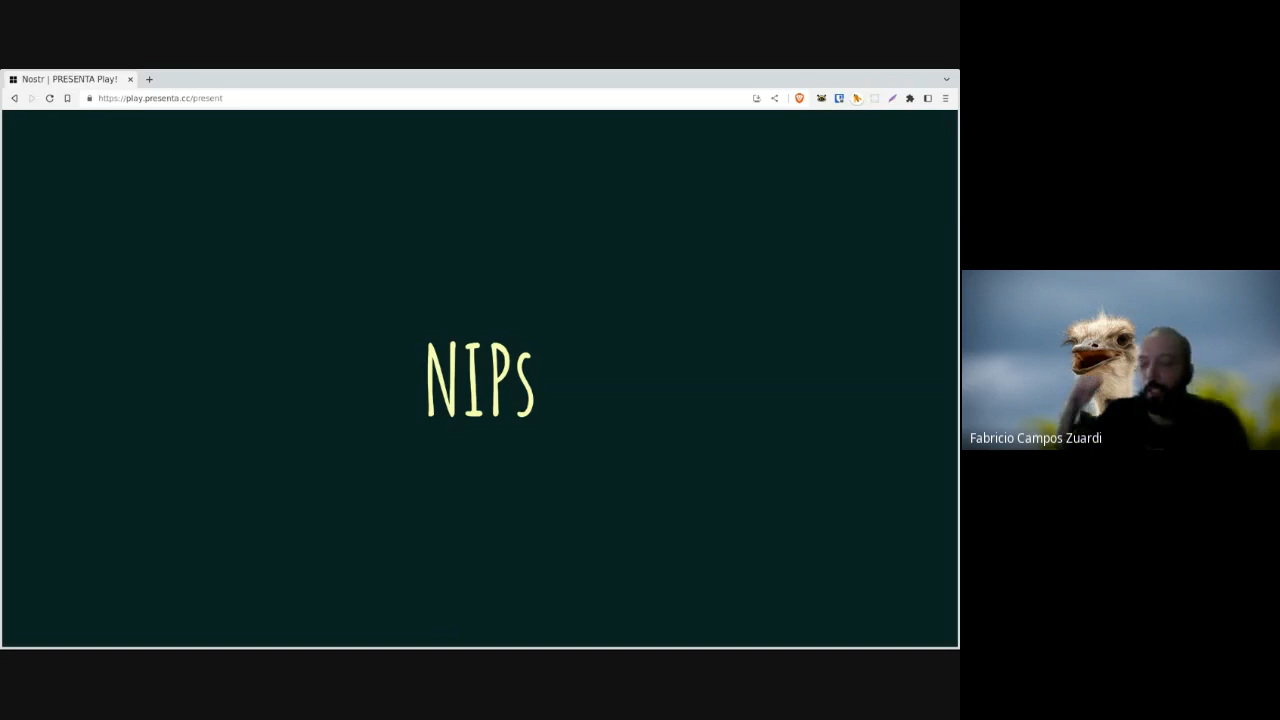 Nostr | PRESENTA Play!
https://play.presenta.cc/present
NIPs
Fabricio Campos Zuardi